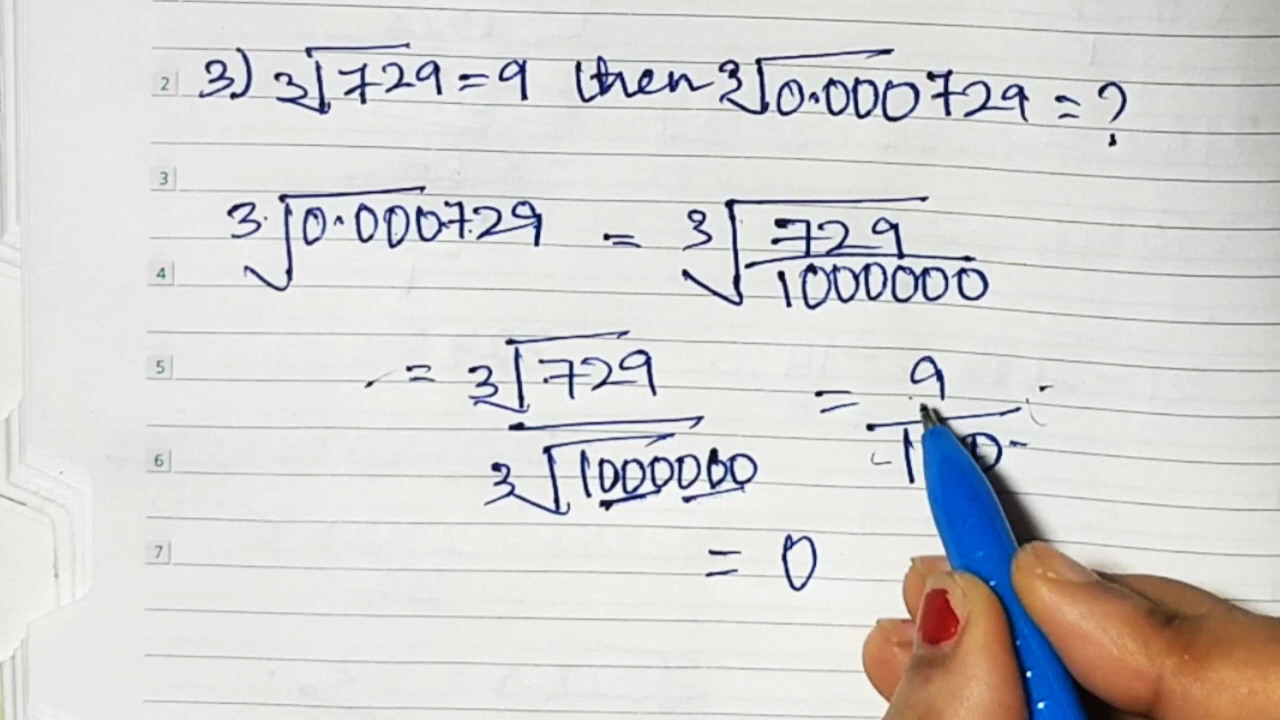 2 3) ∛729 = 9 then ∛0.000729 = ?
3
∛0.000729 = ∛(729/1000000)
4
5 = ∛729/∛1000000 = 9/100
6
7 = 0